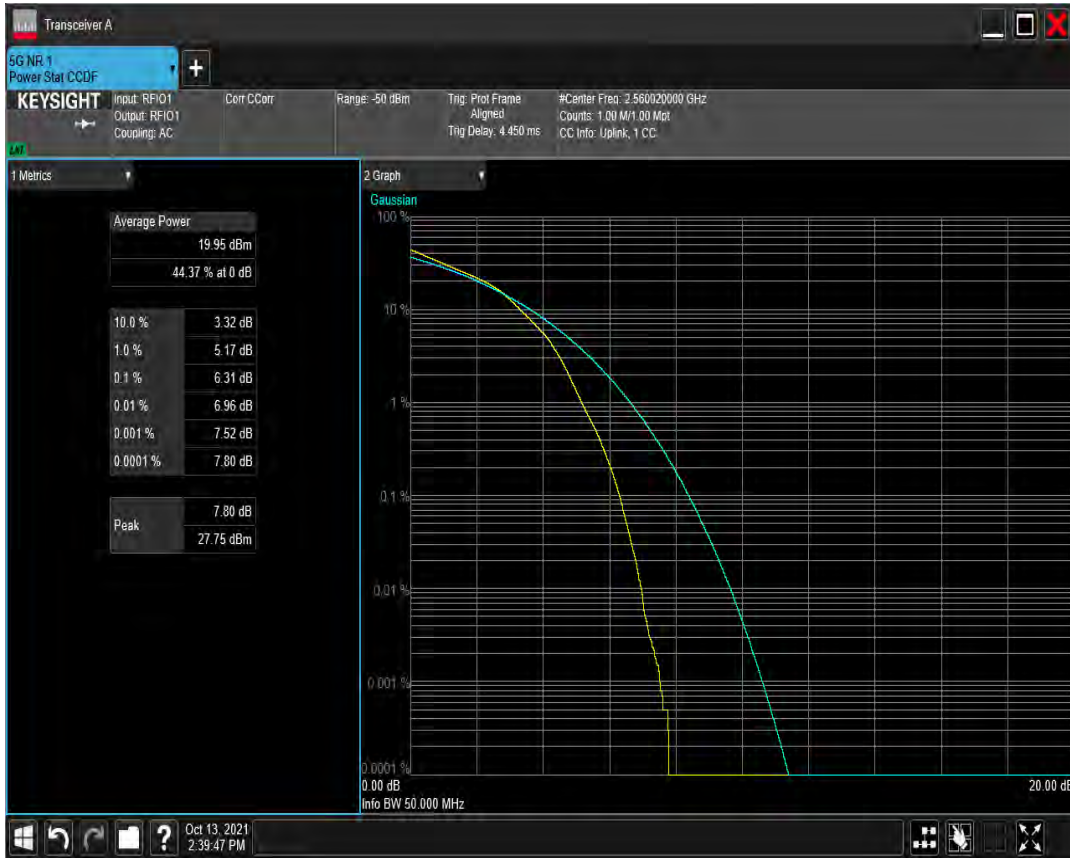 Transceiver A
5G NR 1
Power Stat CCDF
+
KEYSIGHT
Input: RFIO1
Output: RFIO1
Coupling: AC
Corr CCorr
Range: -50 dBm
Trig: Prot Frame
Aligned
Trig Delay: 4.450 ms
#Center Freq: 2.560020000 GHz
Counts: 1.00 M/1.00 Mpt
CC Info: Uplink, 1 CC
1 Metrics
Average Power
19.95 dBm
44.37 % at 0 dB
10.0 % 3.32 dB
1.0 % 5.17 dB
0.1 % 6.31 dB
0.01 % 6.96 dB
0.001 % 7.52 dB
0.0001 % 7.80 dB
Peak
7.80 dB
27.75 dBm
2 Graph
Gaussian
100 %
10 %
1 %
0.1 %
0.01 %
0.001 %
0.0001 %
0.00 dB
20.00 dB
Info BW 50.000 MHz
?
Oct 13, 2021
2:39:47 PM